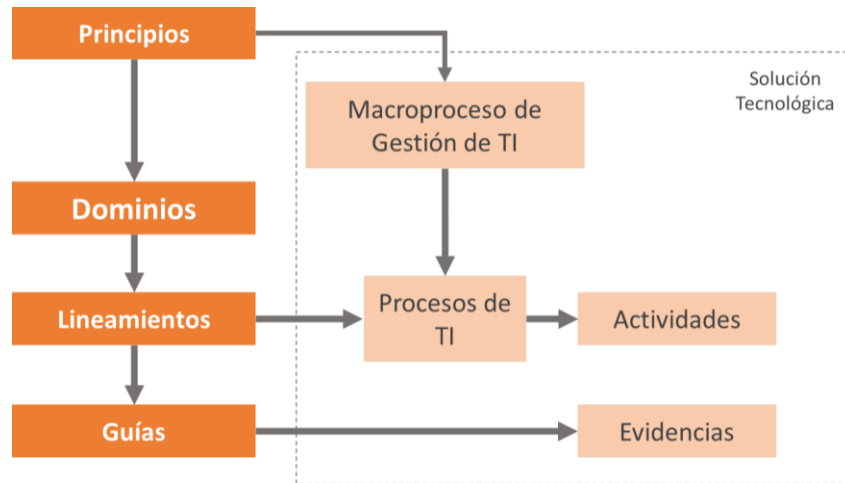 Principios
Solución
Tecnológica
Macroproceso de
Gestión de TI
Dominios
Lineamientos
Procesos de
TI
Actividades
Guías
Evidencias